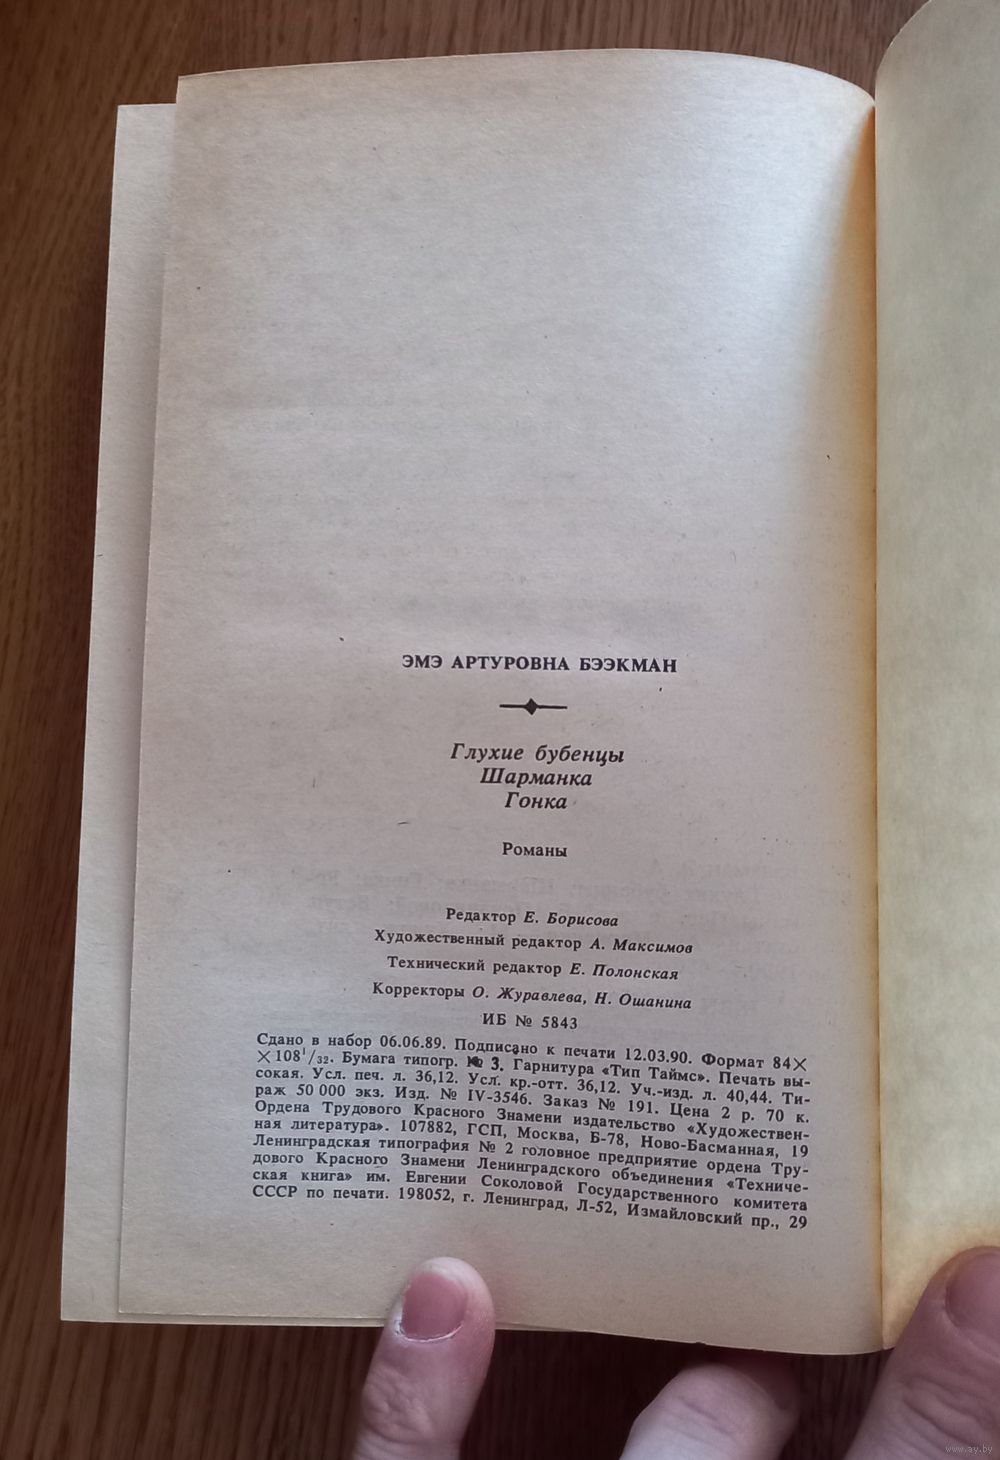 ЭМЭ АРТУРОВНА БЭЭКМАН
Глухие бубенцы
Шарманка
Гонка
Романы
Редактор Е. Борисова
Художественный редактор А. Максимов
Технический редактор Е. Полонская
Корректоры О. Журавлева, Н. Ошанина
ИБ № 5843
Сдано в набор 06.06.89. Подписано к печати 12.03.90. Формат 84×
×108¹/₃₂. Бумага типогр. № 3. Гарнитура «Тип Таймс». Печать вы-
сокая. Усл. печ. л. 36,12. Усл. кр.-отт. 36,12. Уч.-изд. л. 40,44. Ти-
раж 50 000 экз. Изд. № IV-3546. Заказ № 191. Цена 2 р. 70 к.
Ордена Трудового Красного Знамени издательство «Художествен-
ная литература». 107882, ГСП, Москва, Б-78, Ново-Басманная, 19
Ленинградская типография № 2 головное предприятие ордена Тру-
дового Красного Знамени Ленинградского объединения «Техниче-
ская книга» им. Евгении Соколовой Государственного комитета
СССР по печати. 198052, г. Ленинград, Л-52, Измайловский пр., 29
www.ay.by